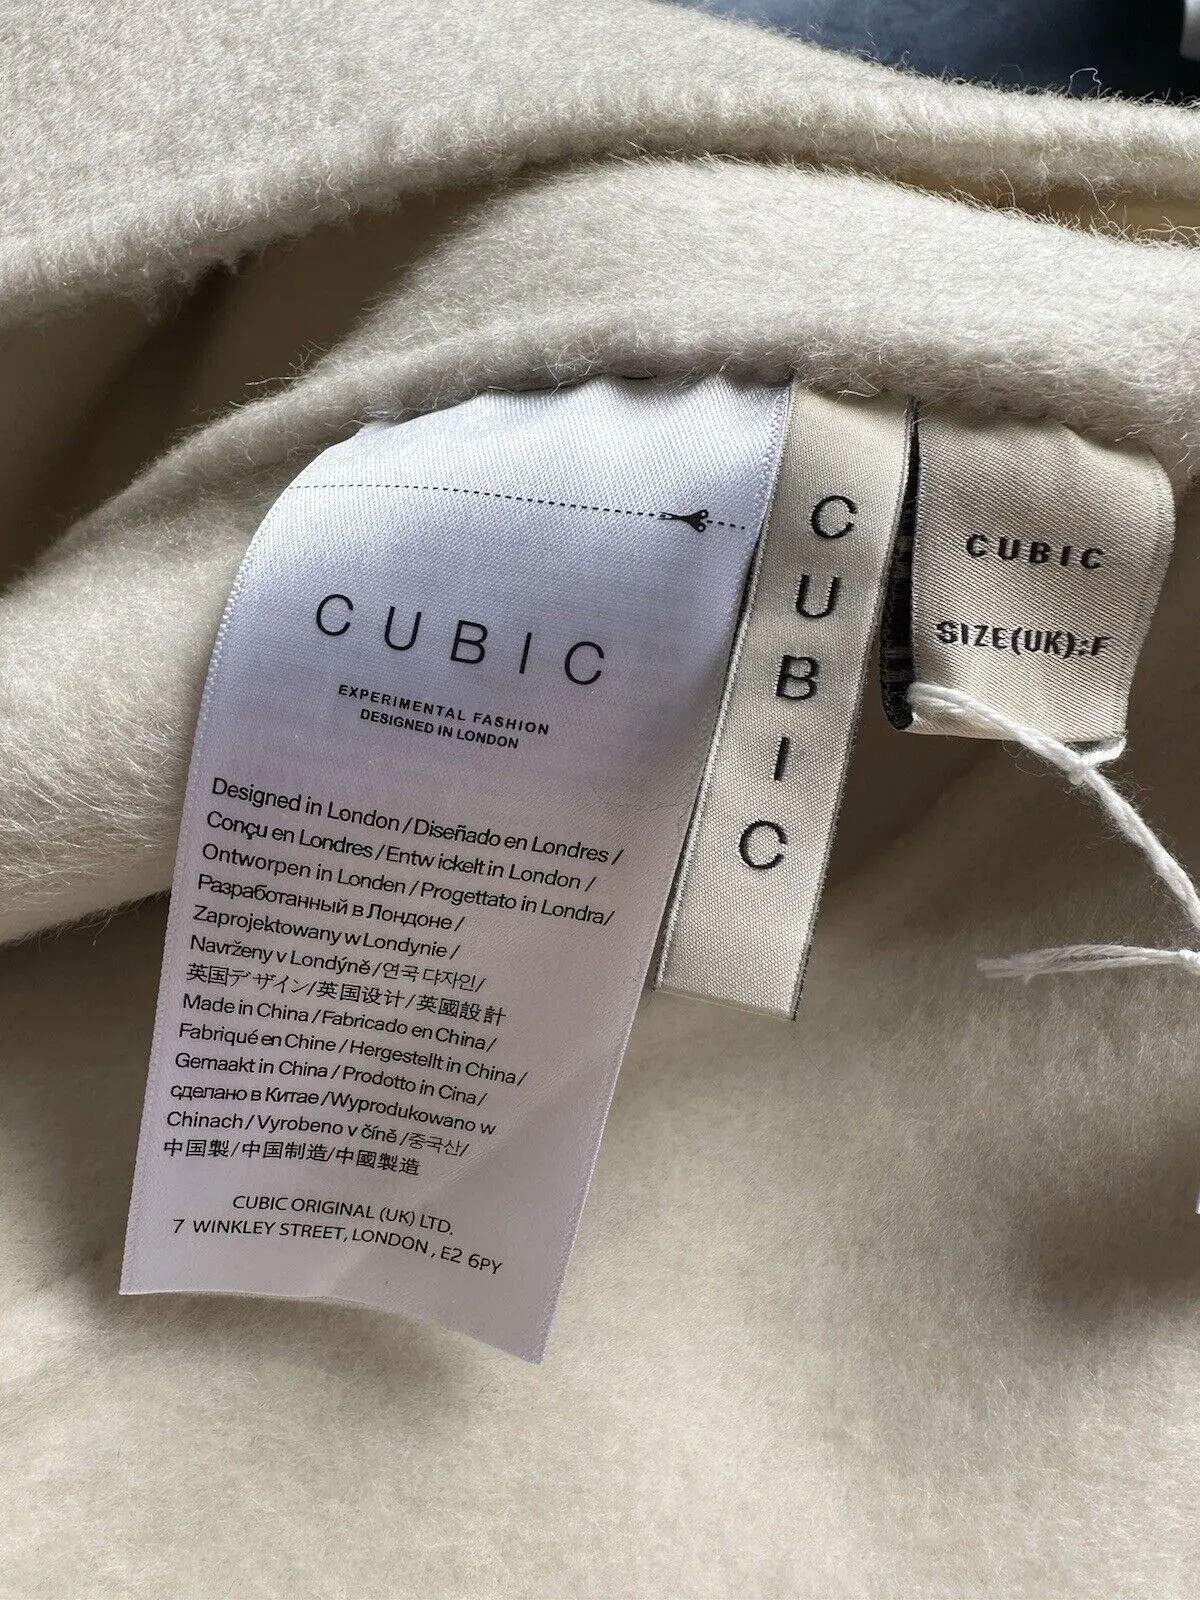 CUBIC
EXPERIMENTAL FASHION
DESIGNED IN LONDON
Designed in London / Diseñado en Londres /
Conçu en Londres / Entw ickelt in London /
Ontworpen in Londen / Progettato in Londra/
Разработанный в Лондоне /
Zaprojektowany w Londynie /
Navrženy v Londýně / 연국 댜자인/
英国デザイン/英国设计/英國設計
Made in China / Fabricado en China/
Fabriqué en Chine / Hergestellt in China/
Gemaakt in China / Prodotto in Cina/
сделано в Китае /Wyprodukowano w
Chinach / Vyrobeno v číně /중국산/
中国製/中国制造/中國製造
CUBIC ORIGINAL (UK) LTD.
7 WINKLEY STREET, LONDON, E2 6PY
CUBIC
CUBIC
SIZE(UK):F